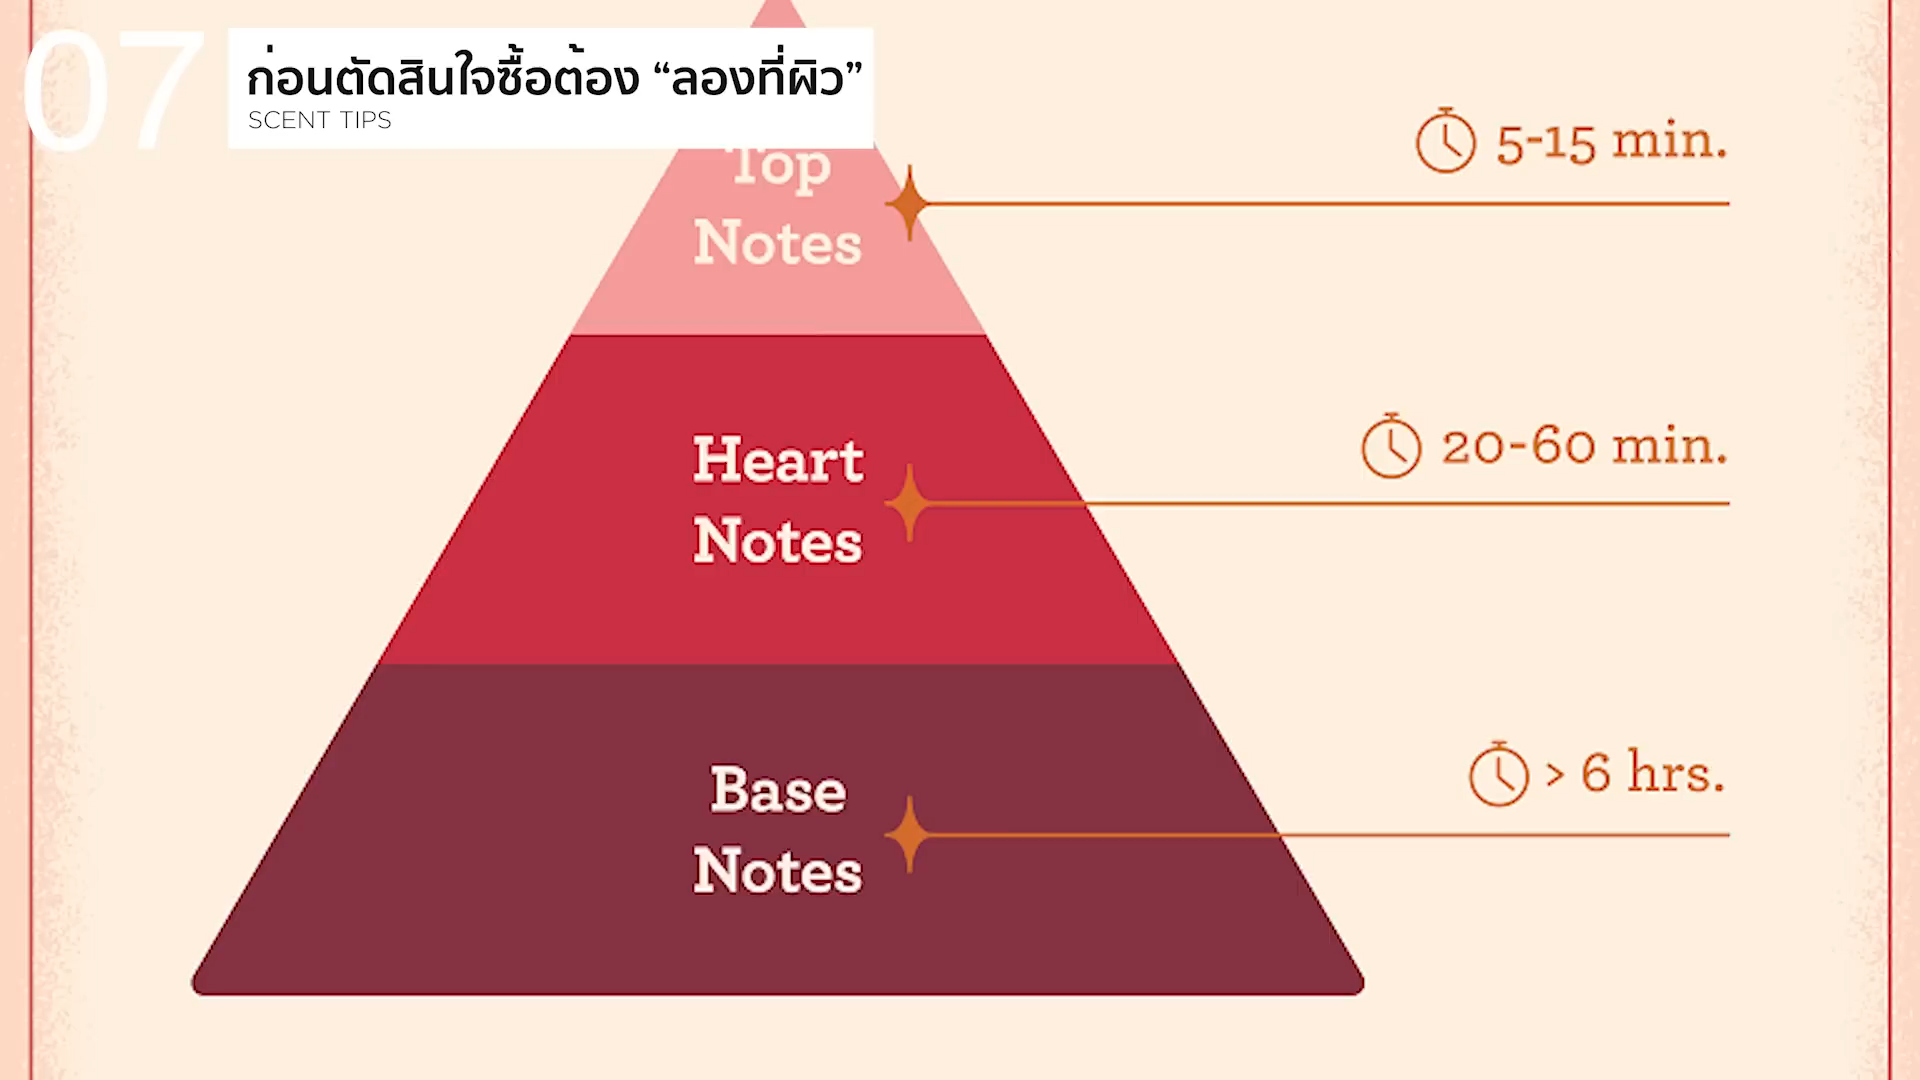 07
ก่อนตัดสินใจซื้อต้อง “ลองที่ผิว”
SCENT TIPS
Top
Notes
5-15 min.
Heart
Notes
20-60 min.
Base
Notes
> 6 hrs.